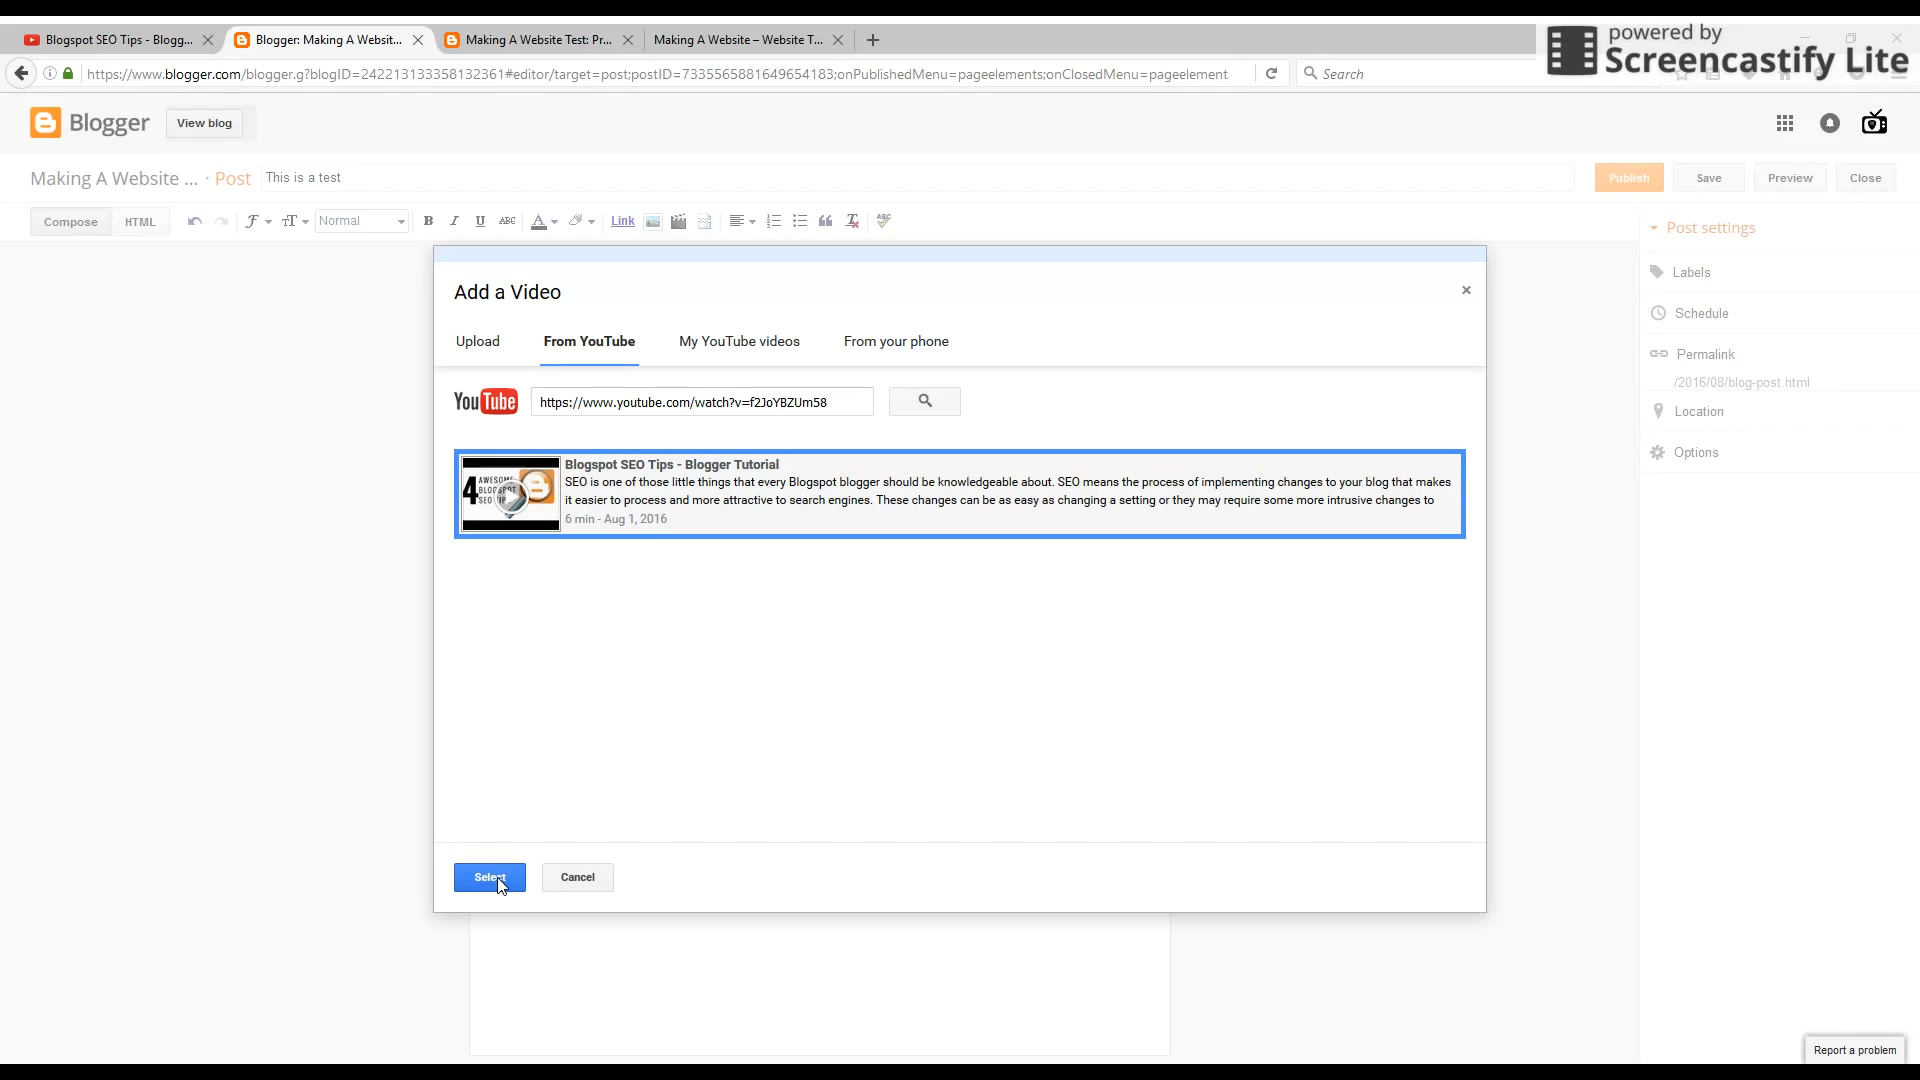 Blogspot SEO Tips - Blogg...
Blogger: Making A Websit...
Making A Website Test: Pr...
Making A Website – Website T...
powered by
Screencastify Lite
https://www.blogger.com/blogger.g?blogID=242213133358132361#editor/target=post;postID=7335565881649654183;onPublishedMenu=pageelements;onClosedMenu=pageelement
Search
Blogger
View blog
Making A Website ... · Post
This is a test
Publish
Save
Preview
Close
Compose
HTML
Normal
B I U ABC A Link ABC
Post settings
Labels
Schedule
Permalink
/2016/08/blog-post.html
Location
Options
Add a Video
Upload
From YouTube
My YouTube videos
From your phone
YouTube
https://www.youtube.com/watch?v=f2JoYBZUm58
4 AWESOME
BLOGSPOT
SEO TIPS
Blogspot SEO Tips - Blogger Tutorial
SEO is one of those little things that every Blogspot blogger should be knowledgeable about. SEO means the process of implementing changes to your blog that makes
it easier to process and more attractive to search engines. These changes can be as easy as changing a setting or they may require some more intrusive changes to
6 min - Aug 1, 2016
Select
Cancel
Report a problem